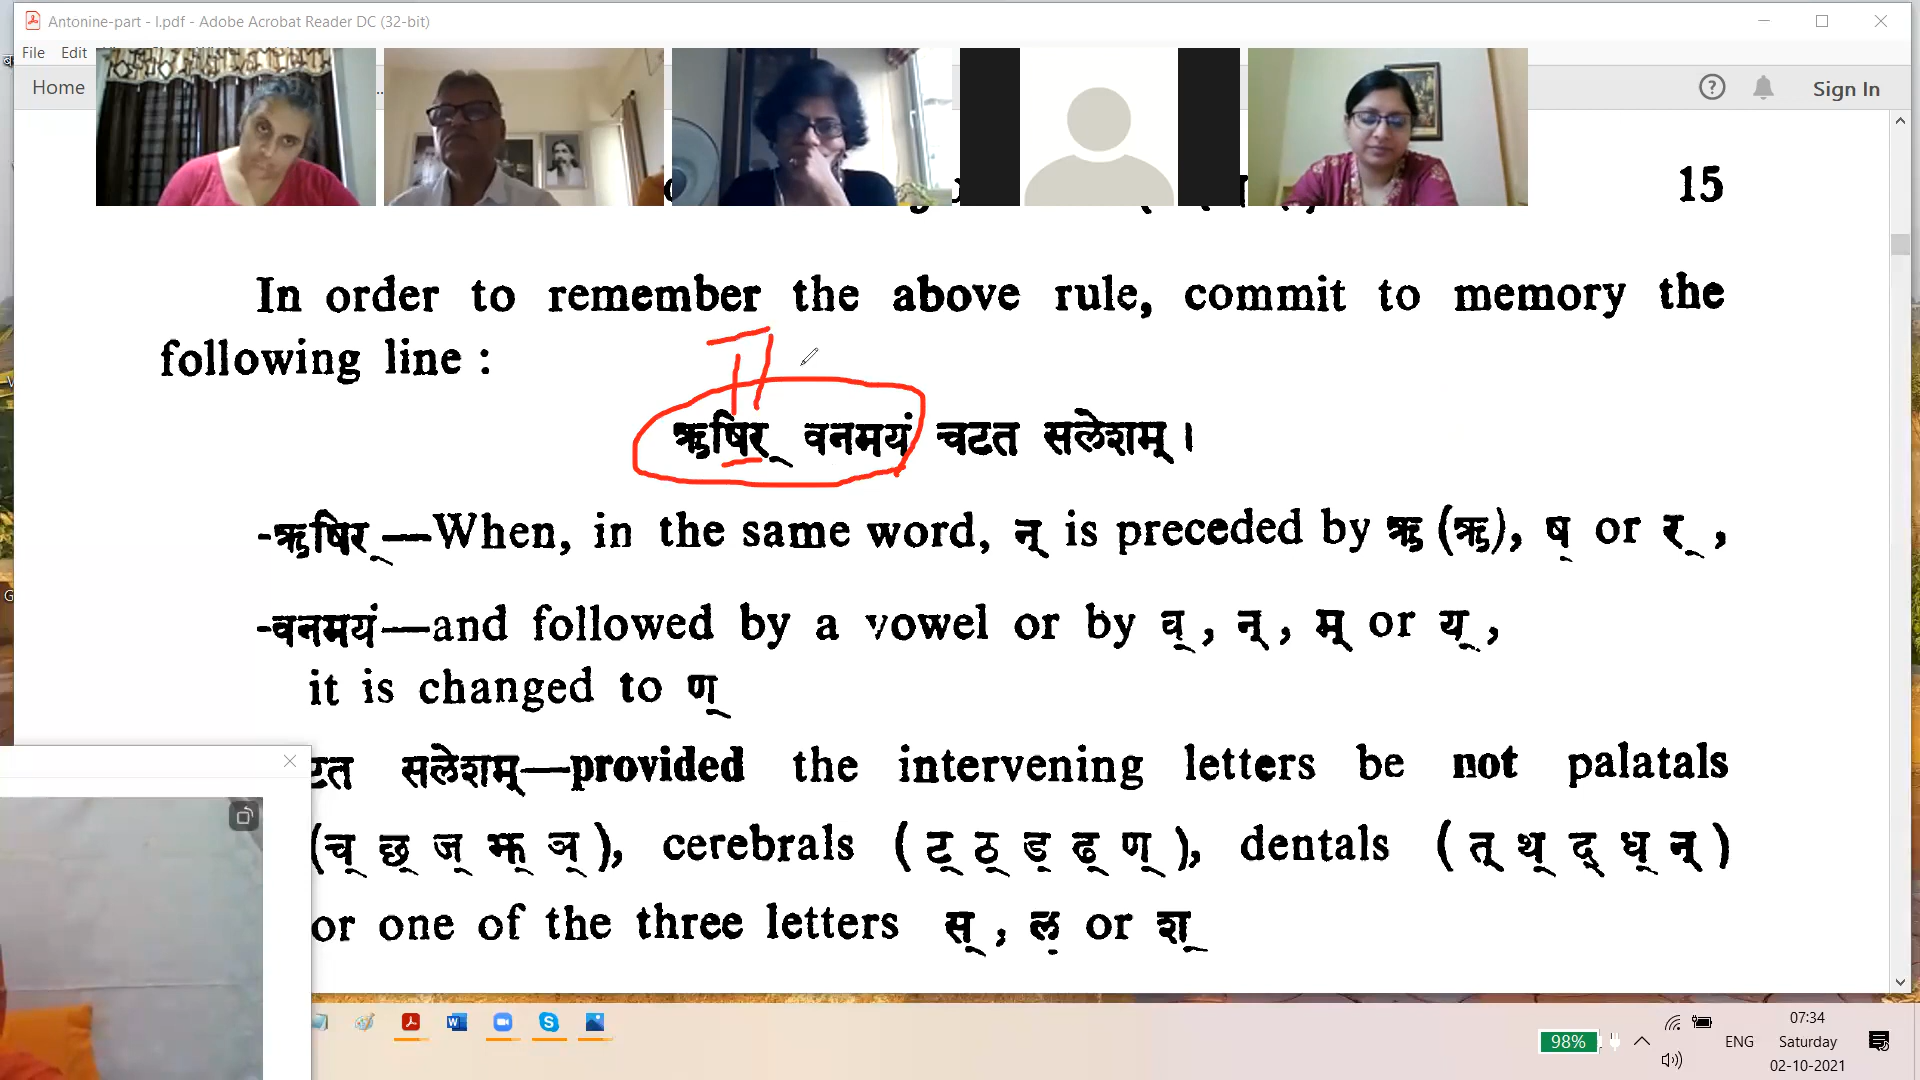 Antonine-part - I.pdf - Adobe Acrobat Reader DC (32-bit)
File Edit
Home
Sign In
15
In order to remember the above rule, commit to memory the
following line :
ऋषिर् वनमयं चटत सलेशम् ।
-ऋषिर्—When, in the same word, न् is preceded by ऋ (ॠ), ष् or र्,
-वनमयं—and followed by a vowel or by व्, न्, म् or य्,
it is changed to ण्
टत सलेशम्—provided the intervening letters be not palatals
(च् छ् ज् झ् ञ्), cerebrals (ट् ठ् ड् ढ् ण्), dentals (त् थ् द् ध् न्)
or one of the three letters स्, ल् or श्
98%
ENG
07:34
Saturday
02-10-2021